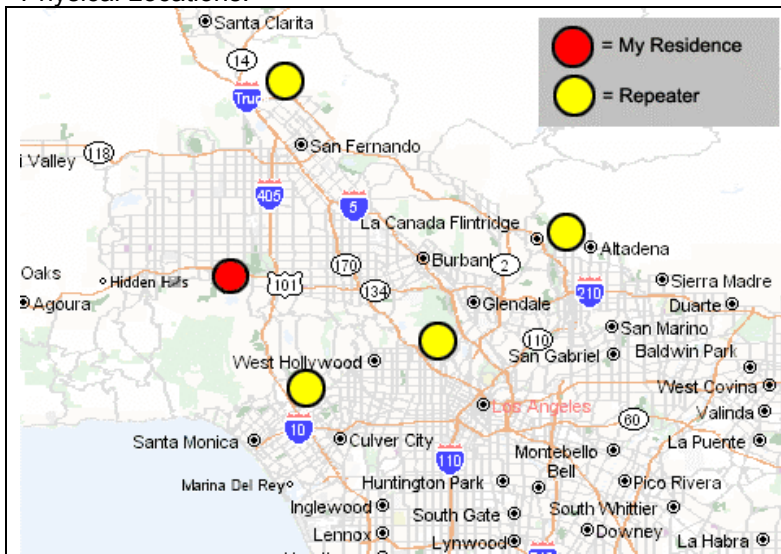 Physical Locations:
Santa Clarita
= My Residence
14
Truc
= Repeater
San Fernando
118
i Valley
405
5
La Canada Flintridge
Altadena
170
Burbank
2
Oaks
Hidden Hills
101
134
Sierra Madre
Agoura
Glendale
210
Duarte
110
San Marino
West Hollywood
San Gabriel
Baldwin Park
West Covina
Los Angeles
Valinda
10
60
Santa Monica
Culver City
La Puente
110
Montebello
Bell
Marina Del Rey
Huntington Park
Pico Rivera
Inglewood
South Gate
South Whittier
Lennox
Downey
Lynwood
La Habra